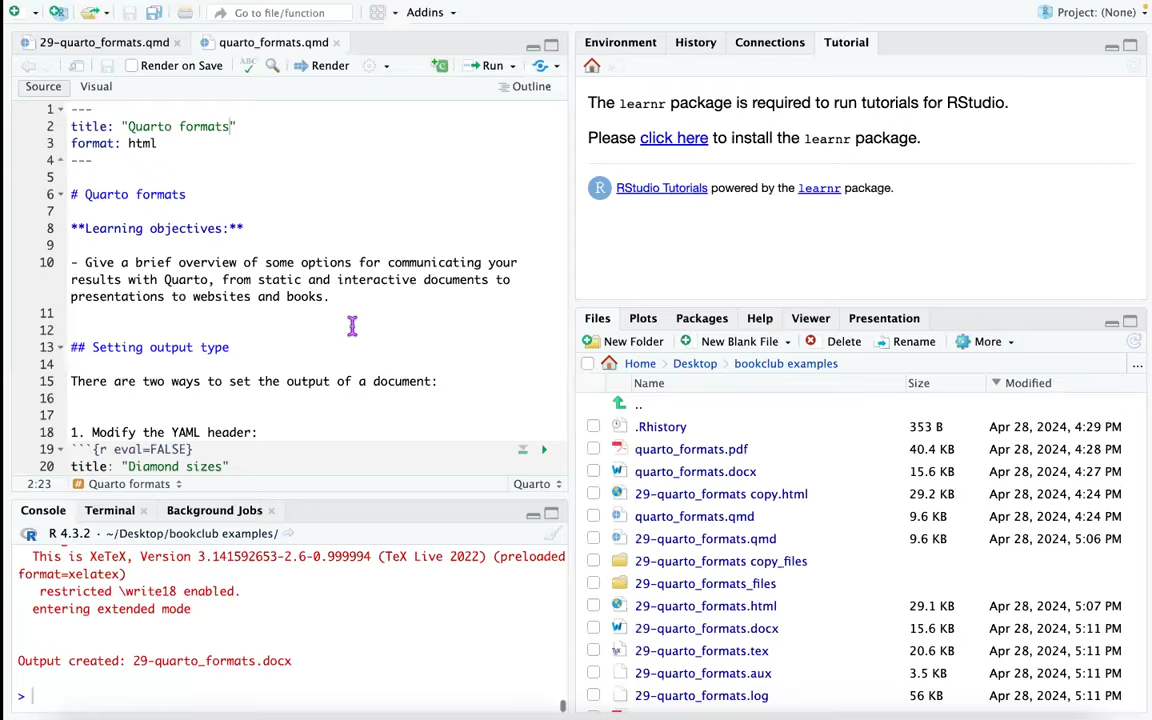 Go to file/function
Addins
Project: (None)
29-quarto_formats.qmd
quarto_formats.qmd
Render on Save
ABC
Render
Run
Source
Visual
Outline
1 ---
2 title: "Quarto formats"
3 format: html
4 ---
5
6 # Quarto formats
7
8 **Learning objectives:**
9
10 - Give a brief overview of some options for communicating your
results with Quarto, from static and interactive documents to
presentations to websites and books.
11
12
13 ## Setting output type
14
15 There are two ways to set the output of a document:
16
17
18 1. Modify the YAML header:
19 ```{r eval=FALSE}
20 title: "Diamond sizes"
2:23
# Quarto formats
Quarto
Console
Terminal
Background Jobs
R 4.3.2 · ~/Desktop/bookclub examples/
This is XeTeX, Version 3.141592653-2.6-0.999994 (TeX Live 2022) (preloaded
format=xelatex)
restricted \write18 enabled.
entering extended mode
Output created: 29-quarto_formats.docx
>
Environment
History
Connections
Tutorial
The learnr package is required to run tutorials for RStudio.
Please click here to install the learnr package.
R RStudio Tutorials powered by the learnr package.
Files
Plots
Packages
Help
Viewer
Presentation
New Folder
New Blank File
Delete
Rename
More
Home
Desktop
bookclub examples
...
Name
Size
Modified
..
.Rhistory 353 B Apr 28, 2024, 4:29 PM
quarto_formats.pdf 40.4 KB Apr 28, 2024, 4:28 PM
quarto_formats.docx 15.6 KB Apr 28, 2024, 4:27 PM
29-quarto_formats copy.html 29.2 KB Apr 28, 2024, 4:24 PM
quarto_formats.qmd 9.6 KB Apr 28, 2024, 4:24 PM
29-quarto_formats.qmd 9.6 KB Apr 28, 2024, 5:06 PM
29-quarto_formats copy_files
29-quarto_formats_files
29-quarto_formats.html 29.1 KB Apr 28, 2024, 5:07 PM
29-quarto_formats.docx 15.6 KB Apr 28, 2024, 5:11 PM
29-quarto_formats.tex 20.6 KB Apr 28, 2024, 5:11 PM
29-quarto_formats.aux 3.5 KB Apr 28, 2024, 5:11 PM
29-quarto_formats.log 56 KB Apr 28, 2024, 5:11 PM